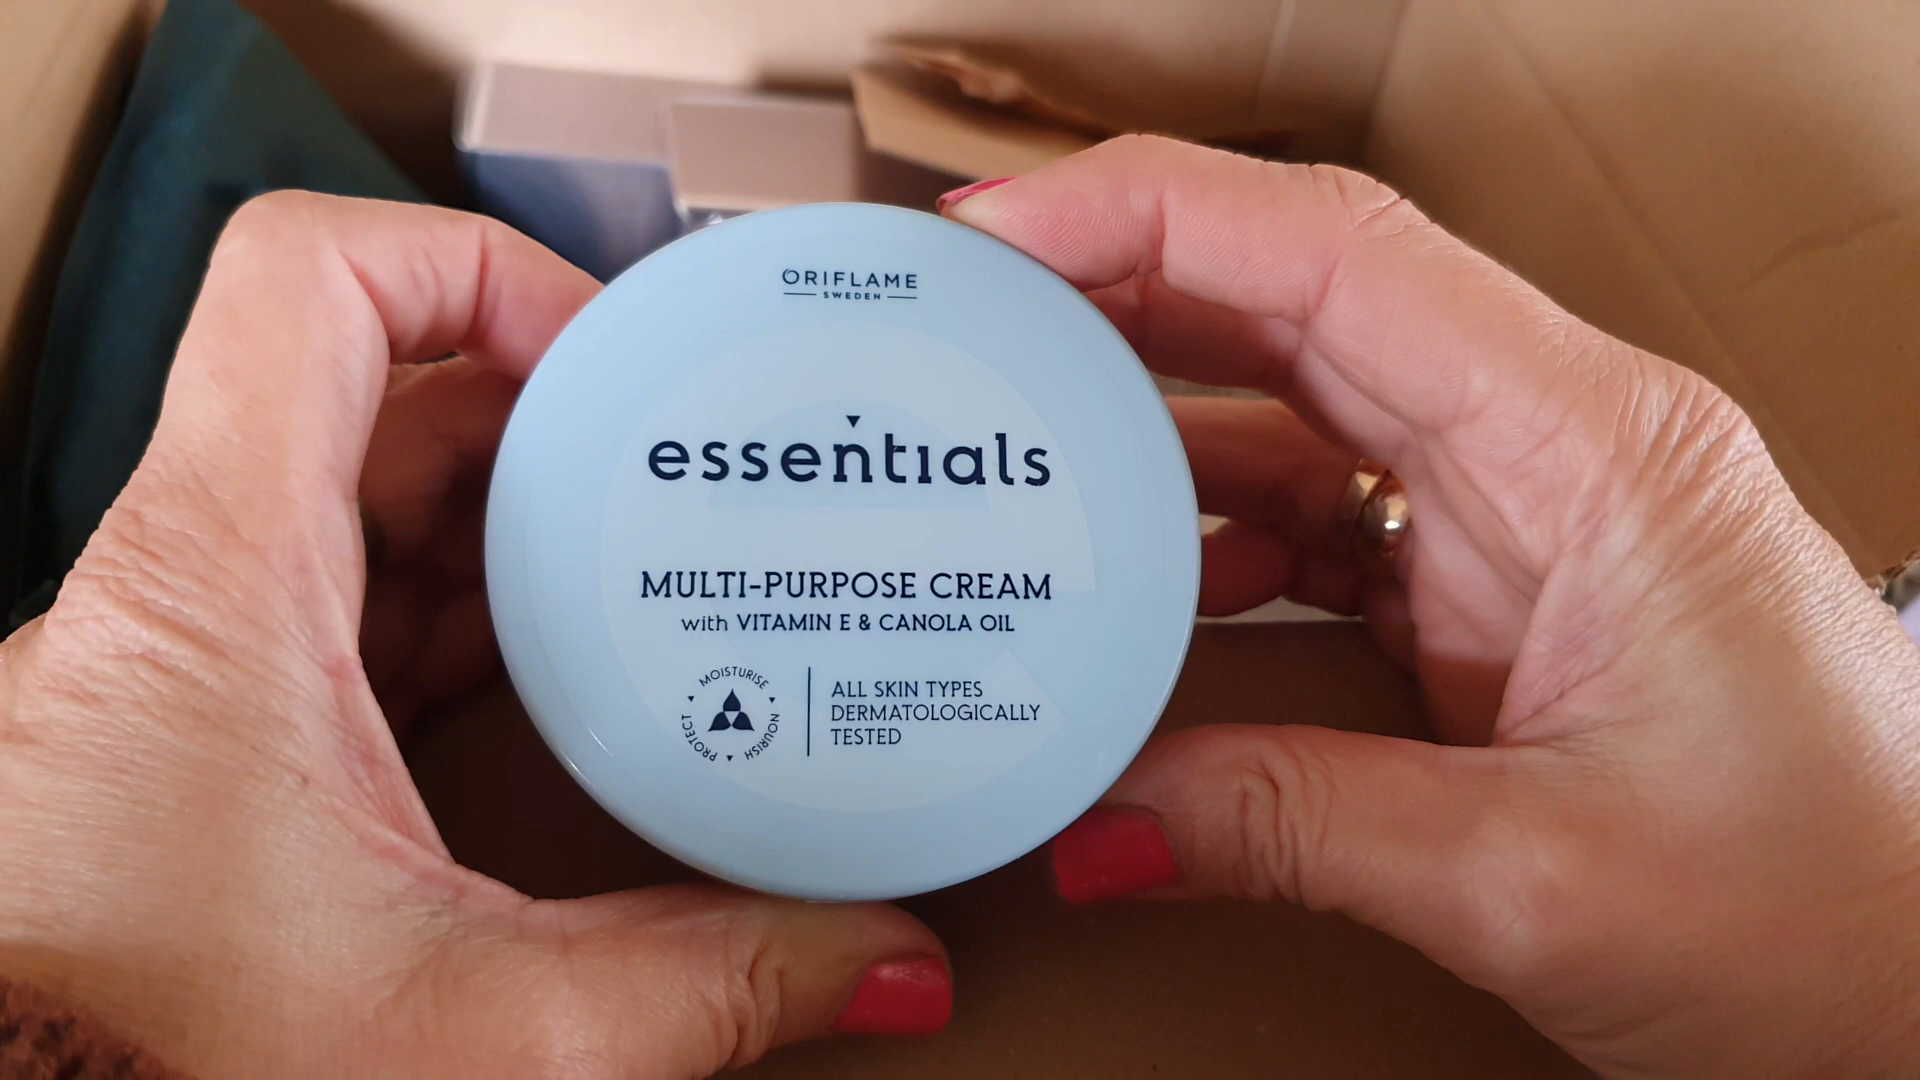 ORIFLAME
SWEDEN
essentials
MULTI-PURPOSE CREAM
with VITAMIN E & CANOLA OIL
MOISTURISE
NOURISH
PROTECT
ALL SKIN TYPES
DERMATOLOGICALLY
TESTED